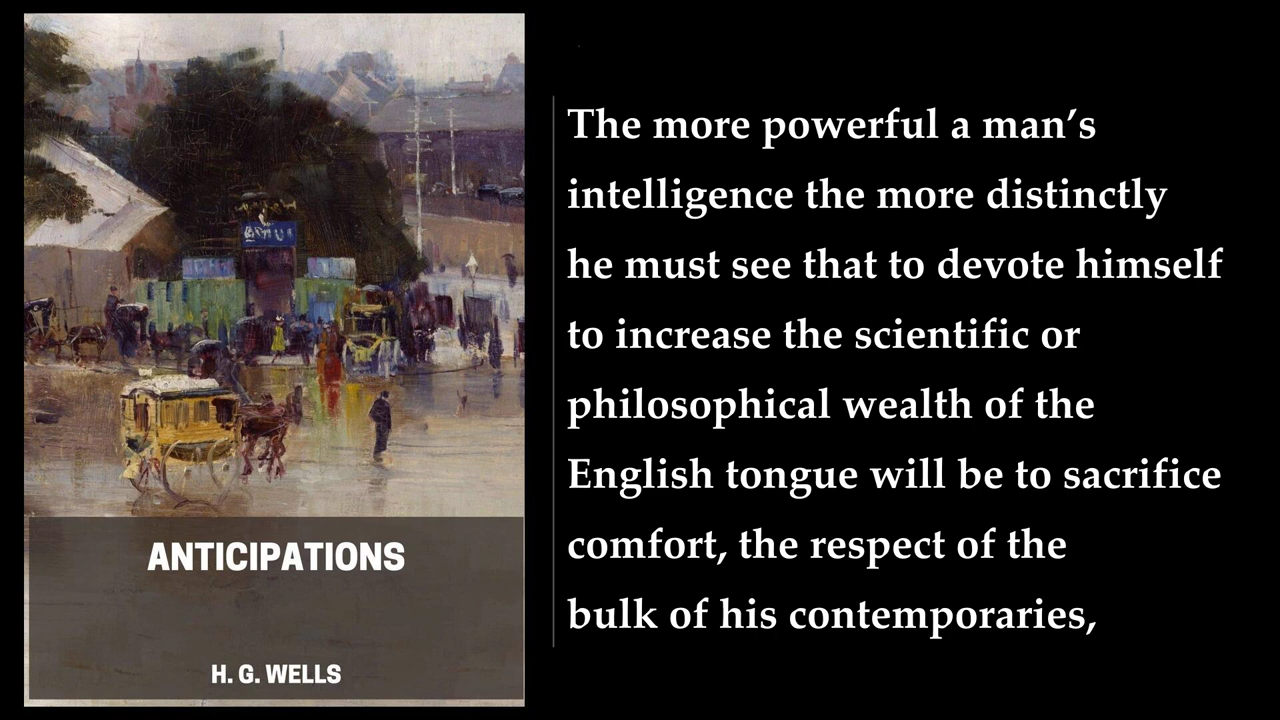 ANTICIPATIONS
H. G. WELLS
The more powerful a man’s
intelligence the more distinctly
he must see that to devote himself
to increase the scientific or
philosophical wealth of the
English tongue will be to sacrifice
comfort, the respect of the
bulk of his contemporaries,